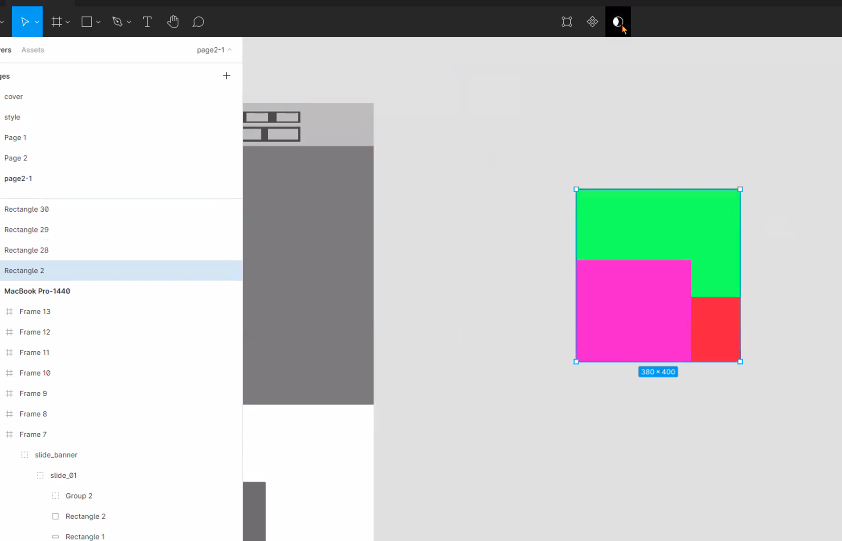 ers Assets page2-1
ges
cover
style
Page 1
Page 2
page2-1
Rectangle 30
Rectangle 29
Rectangle 28
Rectangle 2
MacBook Pro-1440
Frame 13
Frame 12
Frame 11
Frame 10
Frame 9
Frame 8
Frame 7
slide_banner
slide_01
Group 2
Rectangle 2
Rectangle 1
380 × 400